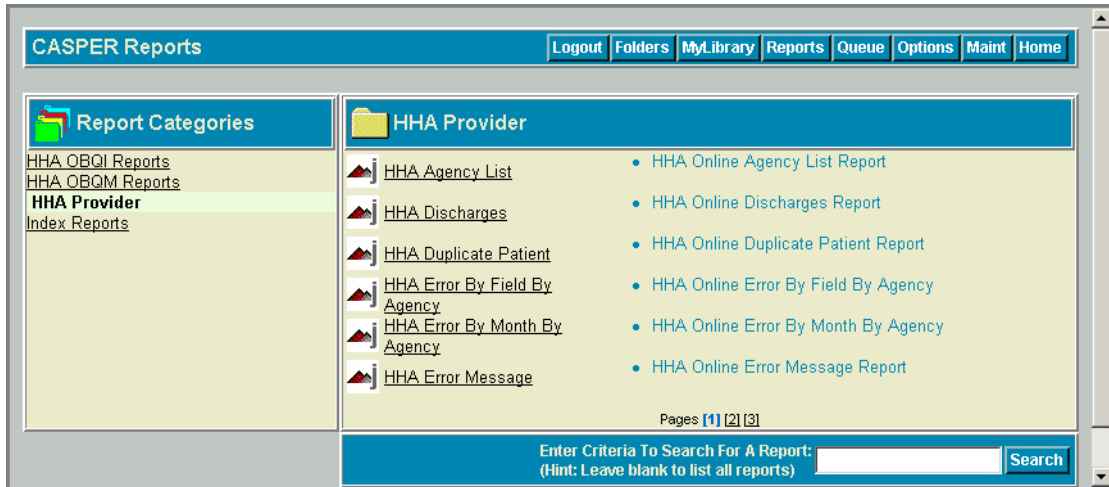 CASPER Reports
Logout Folders MyLibrary Reports Queue Options Maint Home
Report Categories
HHA OBQI Reports
HHA OBQM Reports
HHA Provider
Index Reports
HHA Provider
HHA Agency List
HHA Online Agency List Report
HHA Discharges
HHA Online Discharges Report
HHA Duplicate Patient
HHA Online Duplicate Patient Report
HHA Error By Field By
Agency
HHA Online Error By Field By Agency
HHA Error By Month By
Agency
HHA Online Error By Month By Agency
HHA Error Message
HHA Online Error Message Report
Pages [1] [2] [3]
Enter Criteria To Search For A Report:
(Hint: Leave blank to list all reports)
Search